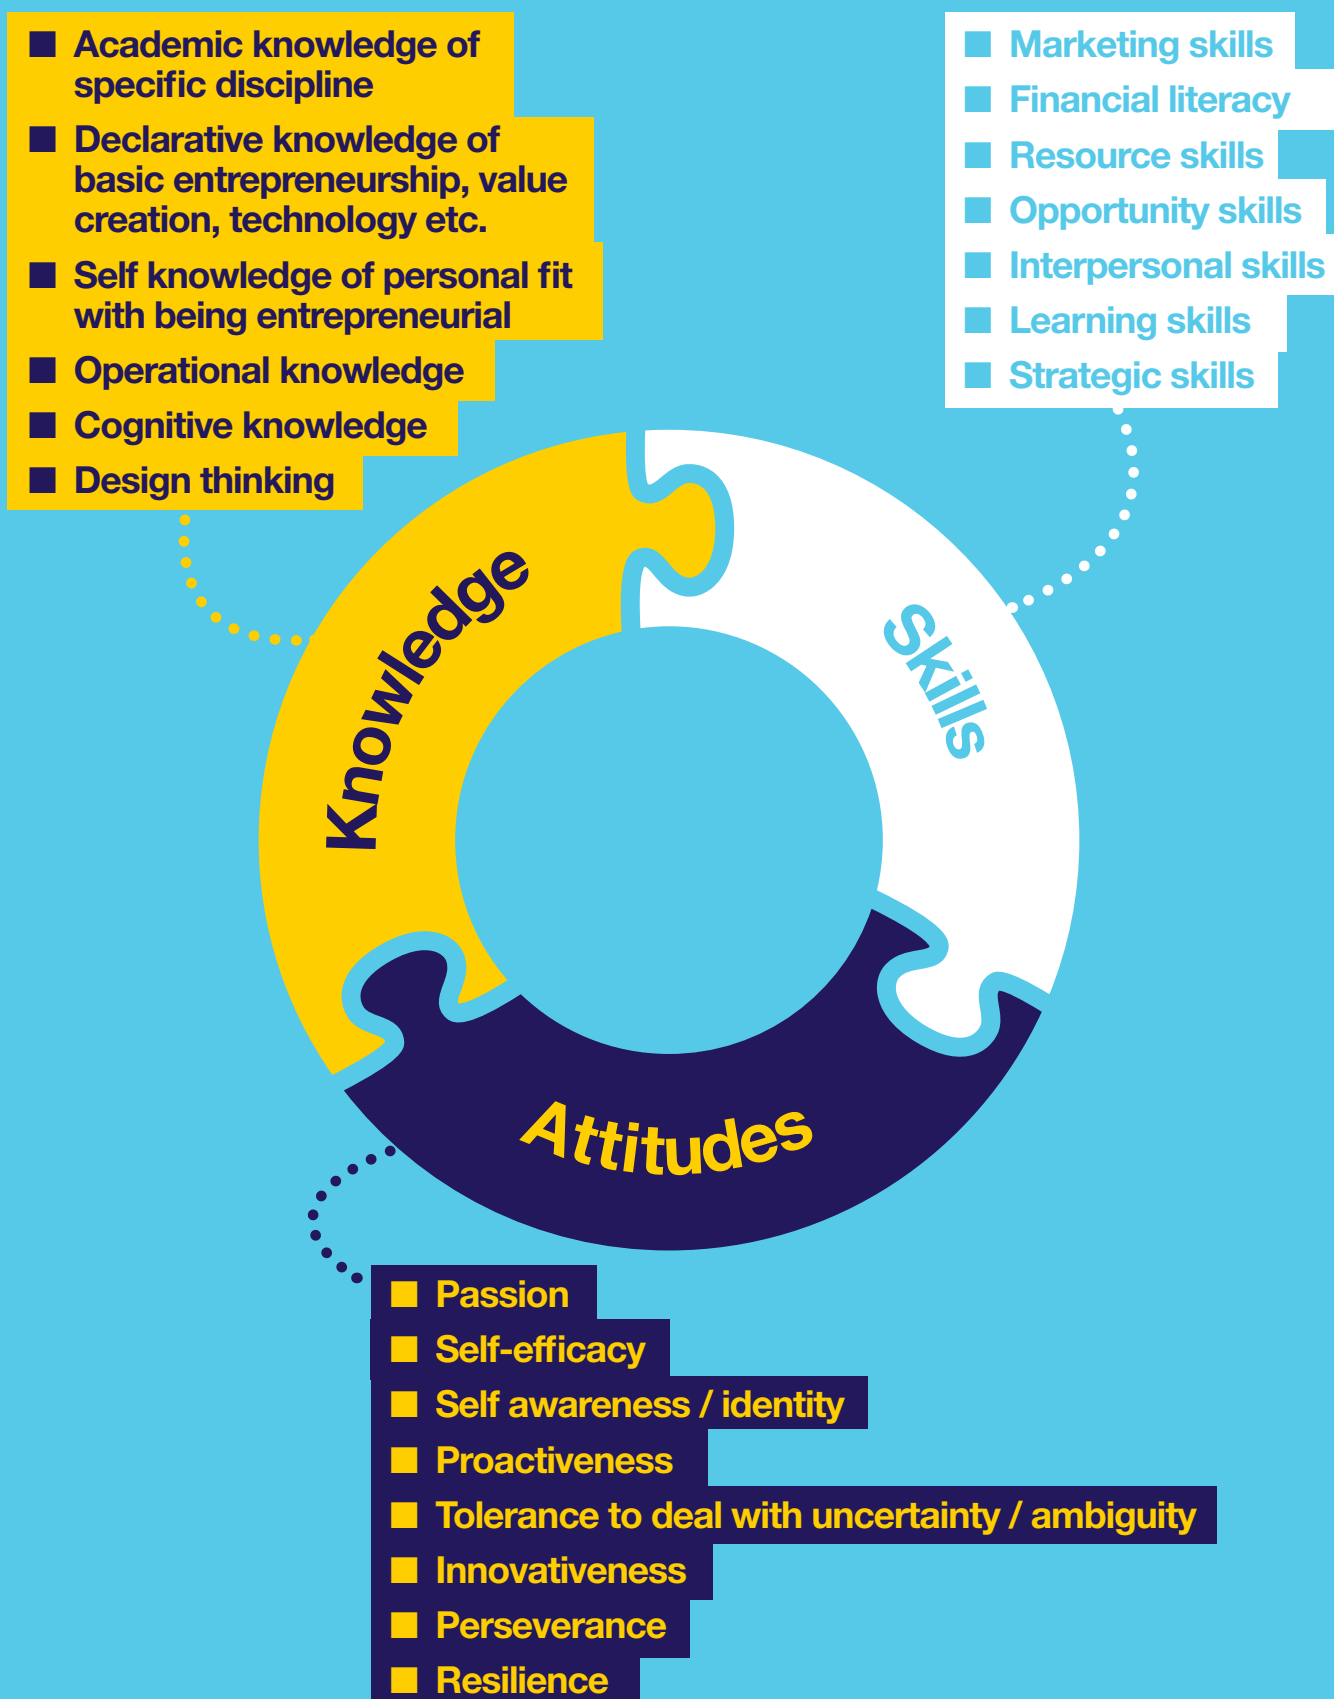 ■ Academic knowledge of
specific discipline
■ Declarative knowledge of
basic entrepreneurship, value
creation, technology etc.
■ Self knowledge of personal fit
with being entrepreneurial
■ Operational knowledge
■ Cognitive knowledge
■ Design thinking
■ Marketing skills
■ Financial literacy
■ Resource skills
■ Opportunity skills
■ Interpersonal skills
■ Learning skills
■ Strategic skills
Knowledge
Skills
Attitudes
■ Passion
■ Self-efficacy
■ Self awareness / identity
■ Proactiveness
■ Tolerance to deal with uncertainty / ambiguity
■ Innovativeness
■ Perseverance
■ Resilience